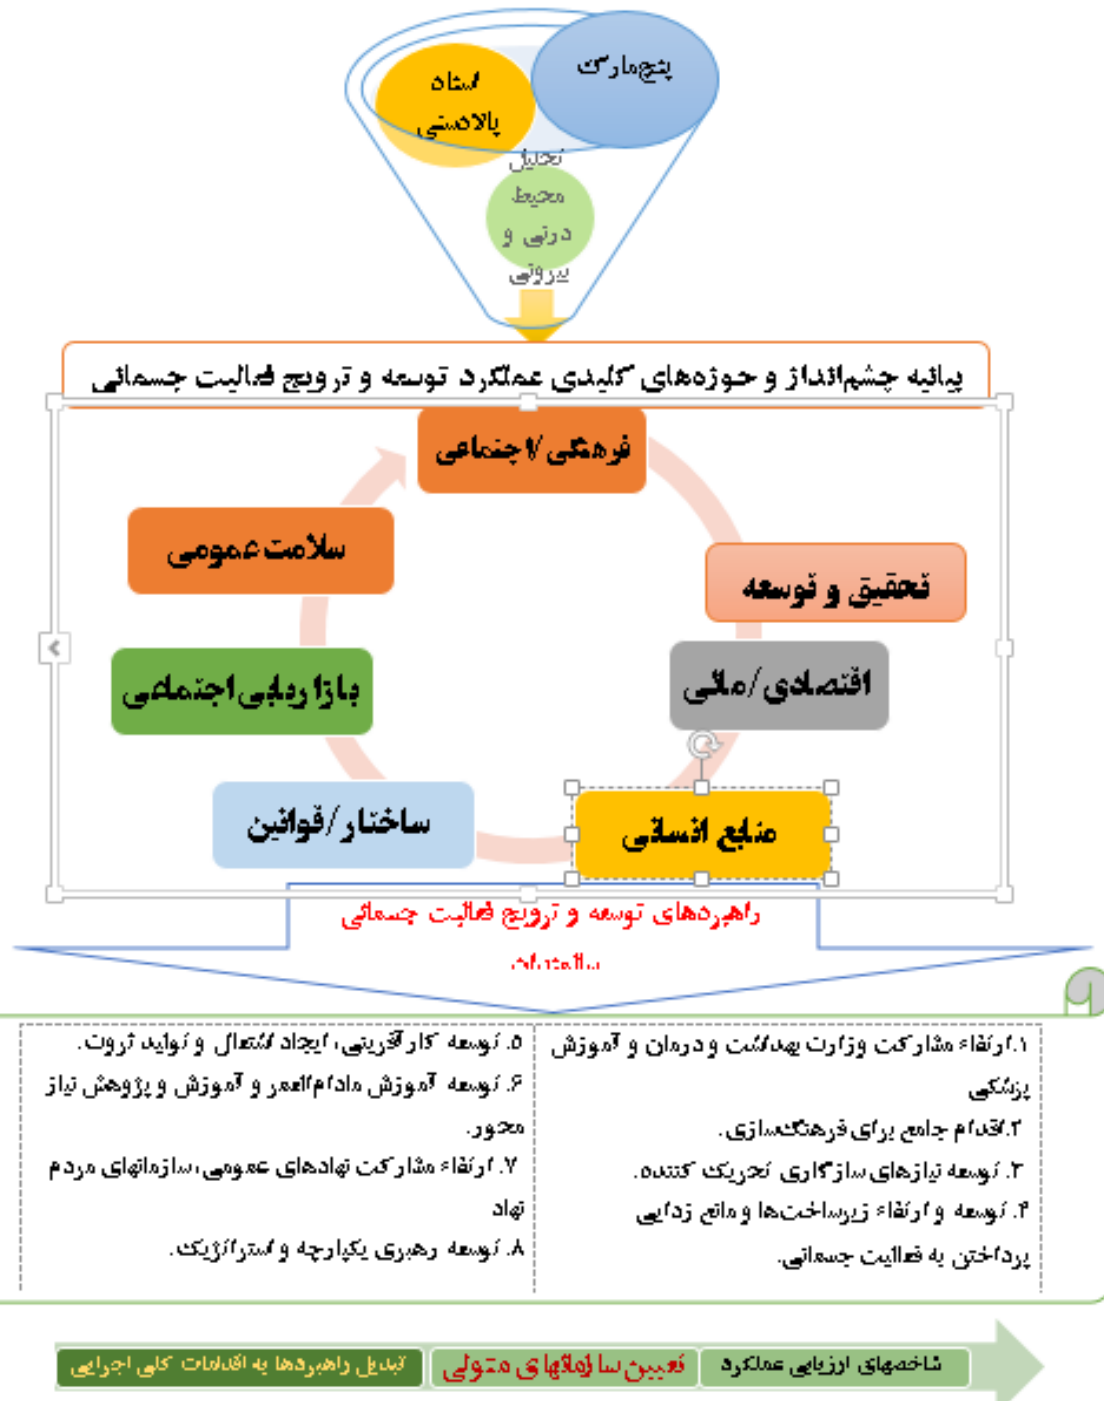 بنچ‌مارک
اسناد
بالادستی
تحلیل
محیط
درنی و
بیرونی
بیانیه چشم‌انداز و حوزه‌های کلیدی عملکرد توسعه و ترویج فعالیت جسمانی
فرهنگی/اجتماعی
سلامت عمومی
تحقیق و توسعه
بازاریابی اجتماعی
اقتصادی/مالی
ساختار/قوانین
منابع انسانی
راهبردهای توسعه و ترویج فعالیت جسمانی
۱.ارتقاء مشارکت وزارت بهداشت و درمان و آموزش
پزشکی
۲.اقدام جامع برای فرهنگ‌سازی.
۳. توسعه نیازهای سازگاری تحریک کننده.
۴. توسعه و ارتقاء زیرساخت‌ها و مانع زدایی
پرداختن به فعالیت جسمانی.
۵. توسعه کارآفرینی، ایجاد اشتغال و تولید ثروت.
۶. توسعه آموزش مادام‌العمر و آموزش و پژوهش نیاز
محور.
۷. ارتقاء مشارکت نهادهای عمومی، سازمانهای مردم
نهاد
۸. توسعه رهبری یکپارچه و استراتژیک.
تبدیل راهبردها به اقدامات کلی اجرایی
تعیین سازمانهای متولی
شاخصهای ارزیابی عملکرد